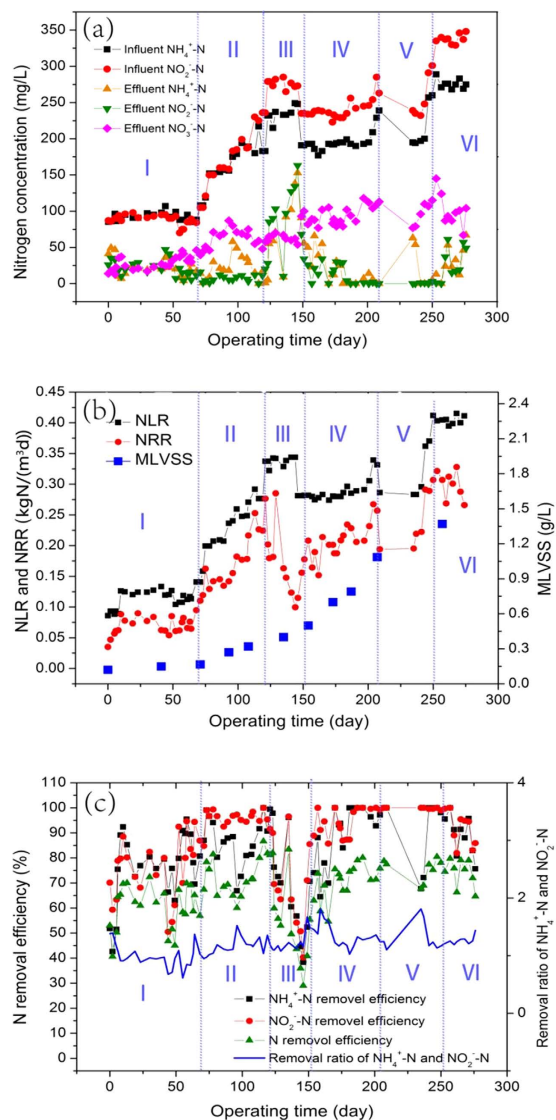 (a)
I
II
III
IV
V
VI
Influent NH₄⁺-N
Influent NO₂⁻-N
Effluent NH₄⁺-N
Effluent NO₂⁻-N
Effluent NO₃⁻-N
Nitrogen concentration (mg/L)
350
300
250
200
150
100
50
0
0 50 100 150 200 250 300
Operating time (day)
(b)
NLR
NRR
MLVSS
I
II
III
IV
V
VI
NLR and NRR (kgN/(m³d)
0.45
0.40
0.35
0.30
0.25
0.20
0.15
0.10
0.05
0.00
MLVSS (g/L)
2.4
2.1
1.8
1.5
1.2
0.9
0.6
0.3
0.0
0 50 100 150 200 250 300
Operating time (day)
(c)
N removal efficiency (%)
110
100
90
80
70
60
50
40
30
20
10
0
Removal ratio of NH₄⁺-N and NO₂⁻-N
4
3
2
1
0
I
II
III
IV
V
VI
NH₄⁺-N removel efficiency
NO₂⁻-N removel efficiency
N removol efficiency
Removal ratio of NH₄⁺-N and NO₂⁻-N
0 50 100 150 200 250 300
Operating time (day)